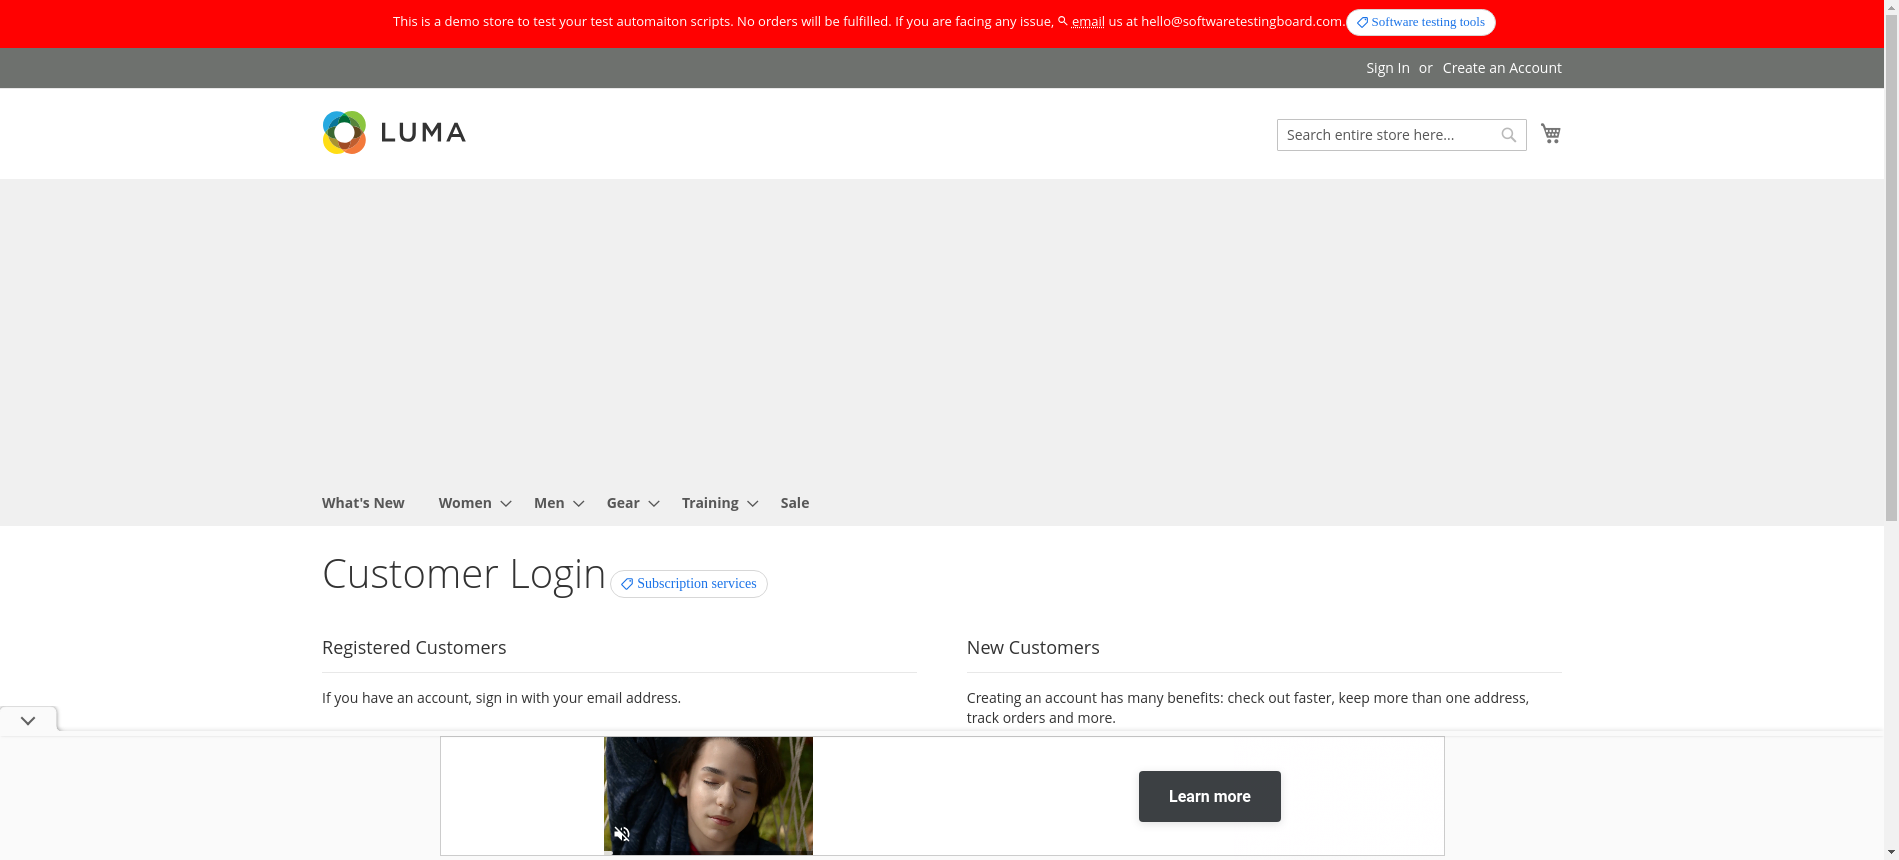 This is a demo store to test your test automaiton scripts. No orders will be fulfilled. If you are facing any issue, email us at hello@softwaretestingboard.com. Software testing tools
Sign In or Create an Account
LUMA
Search entire store here...
What's New Women Men Gear Training Sale
Customer Login Subscription services
Registered Customers
If you have an account, sign in with your email address.
New Customers
Creating an account has many benefits: check out faster, keep more than one address,
track orders and more.
Learn more